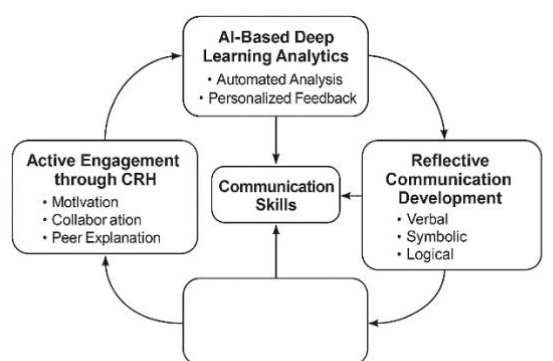 AI-Based Deep
Learning Analytics
• Automated Analysis
• Personalized Feedback
Active Engagement
through CRH
• Motivation
• Collaboration
• Peer Explanation
Communication
Skills
Reflective
Communication
Development
• Verbal
• Symbolic
• Logical